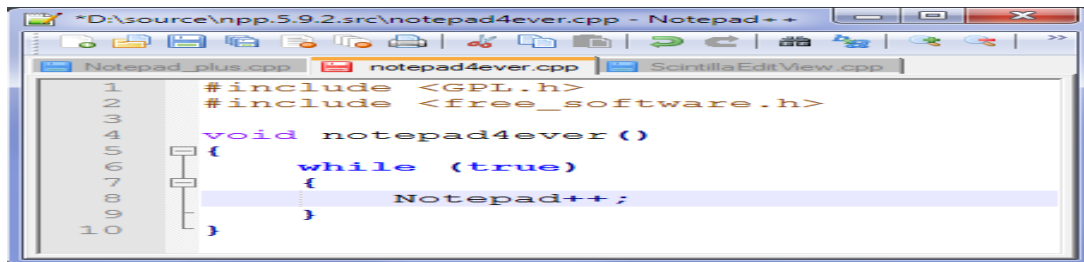 *D:\source\npp.5.9.2.src\notepad4ever.cpp - Notepad++
Notepad_plus.cpp notepad4ever.cpp ScintillaEditView.cpp
1 #include <GPL.h>
2 #include <free_software.h>
3
4 void notepad4ever()
5 {
6 while (true)
7 {
8 Notepad++;
9 }
10 }